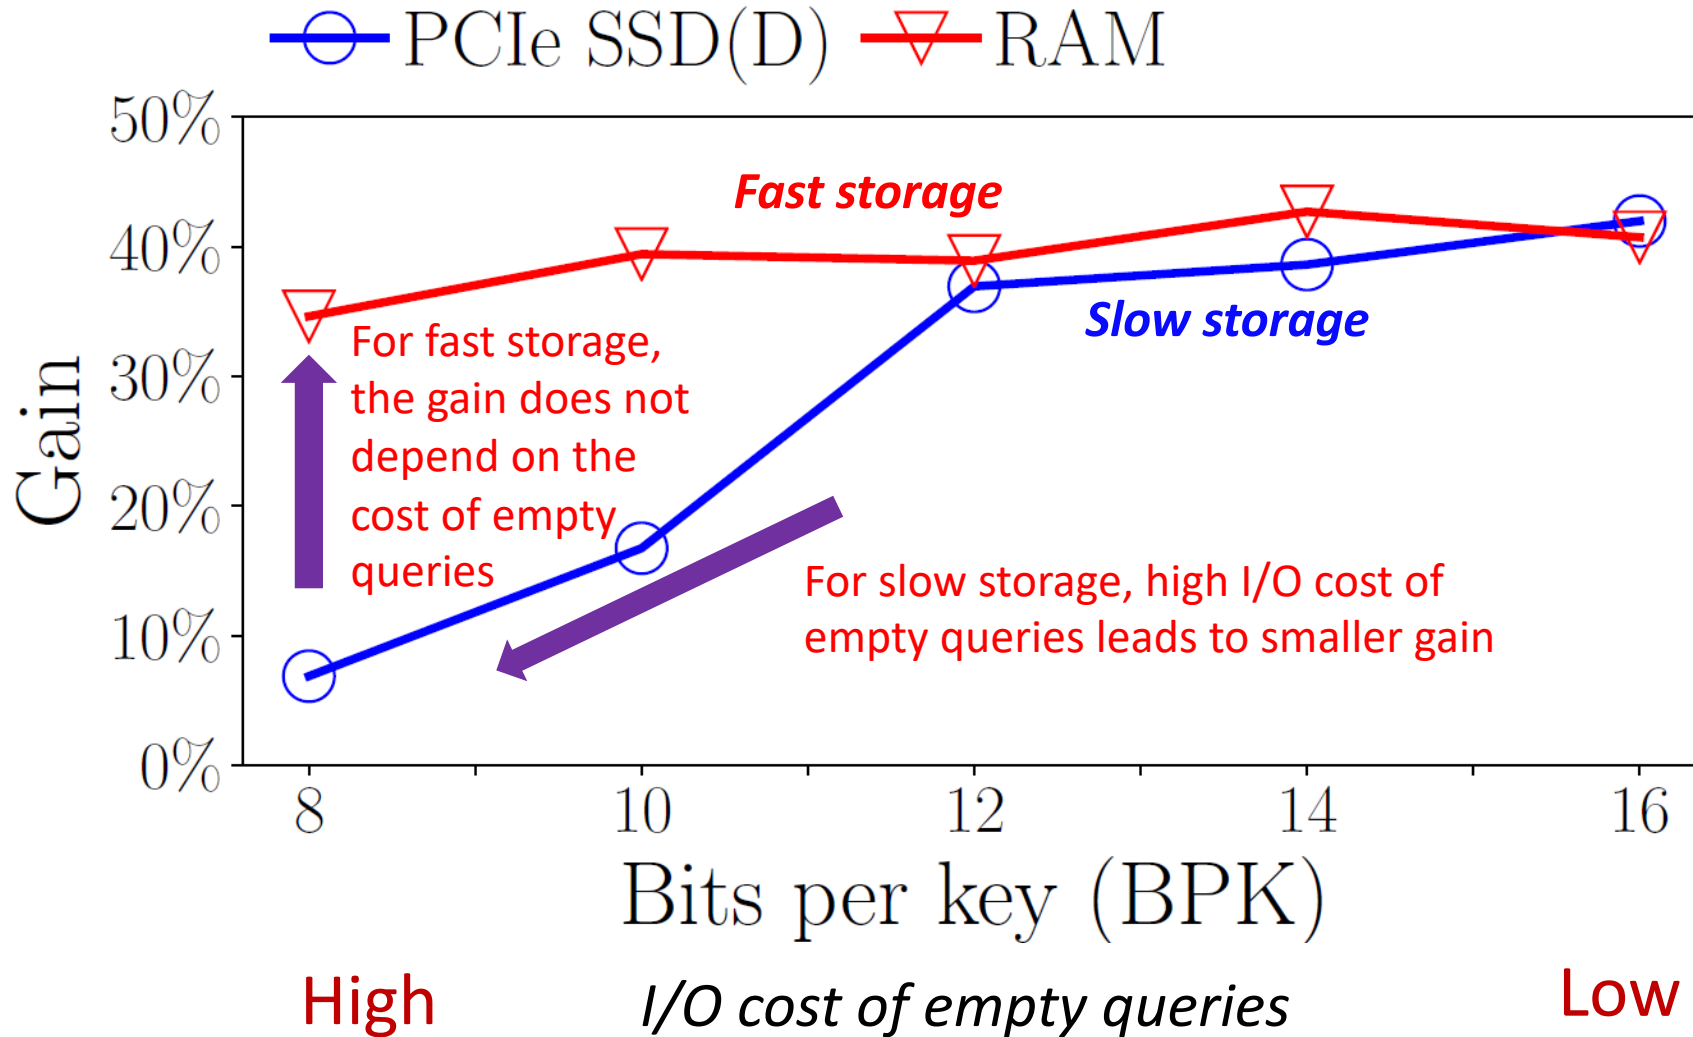 PCIe SSD(D) RAM
50%
40%
30%
20%
10%
0%
Gain
Fast storage
Slow storage
For fast storage,
the gain does not
depend on the
cost of empty
queries
For slow storage, high I/O cost of
empty queries leads to smaller gain
8 10 12 14 16
Bits per key (BPK)
High I/O cost of empty queries Low